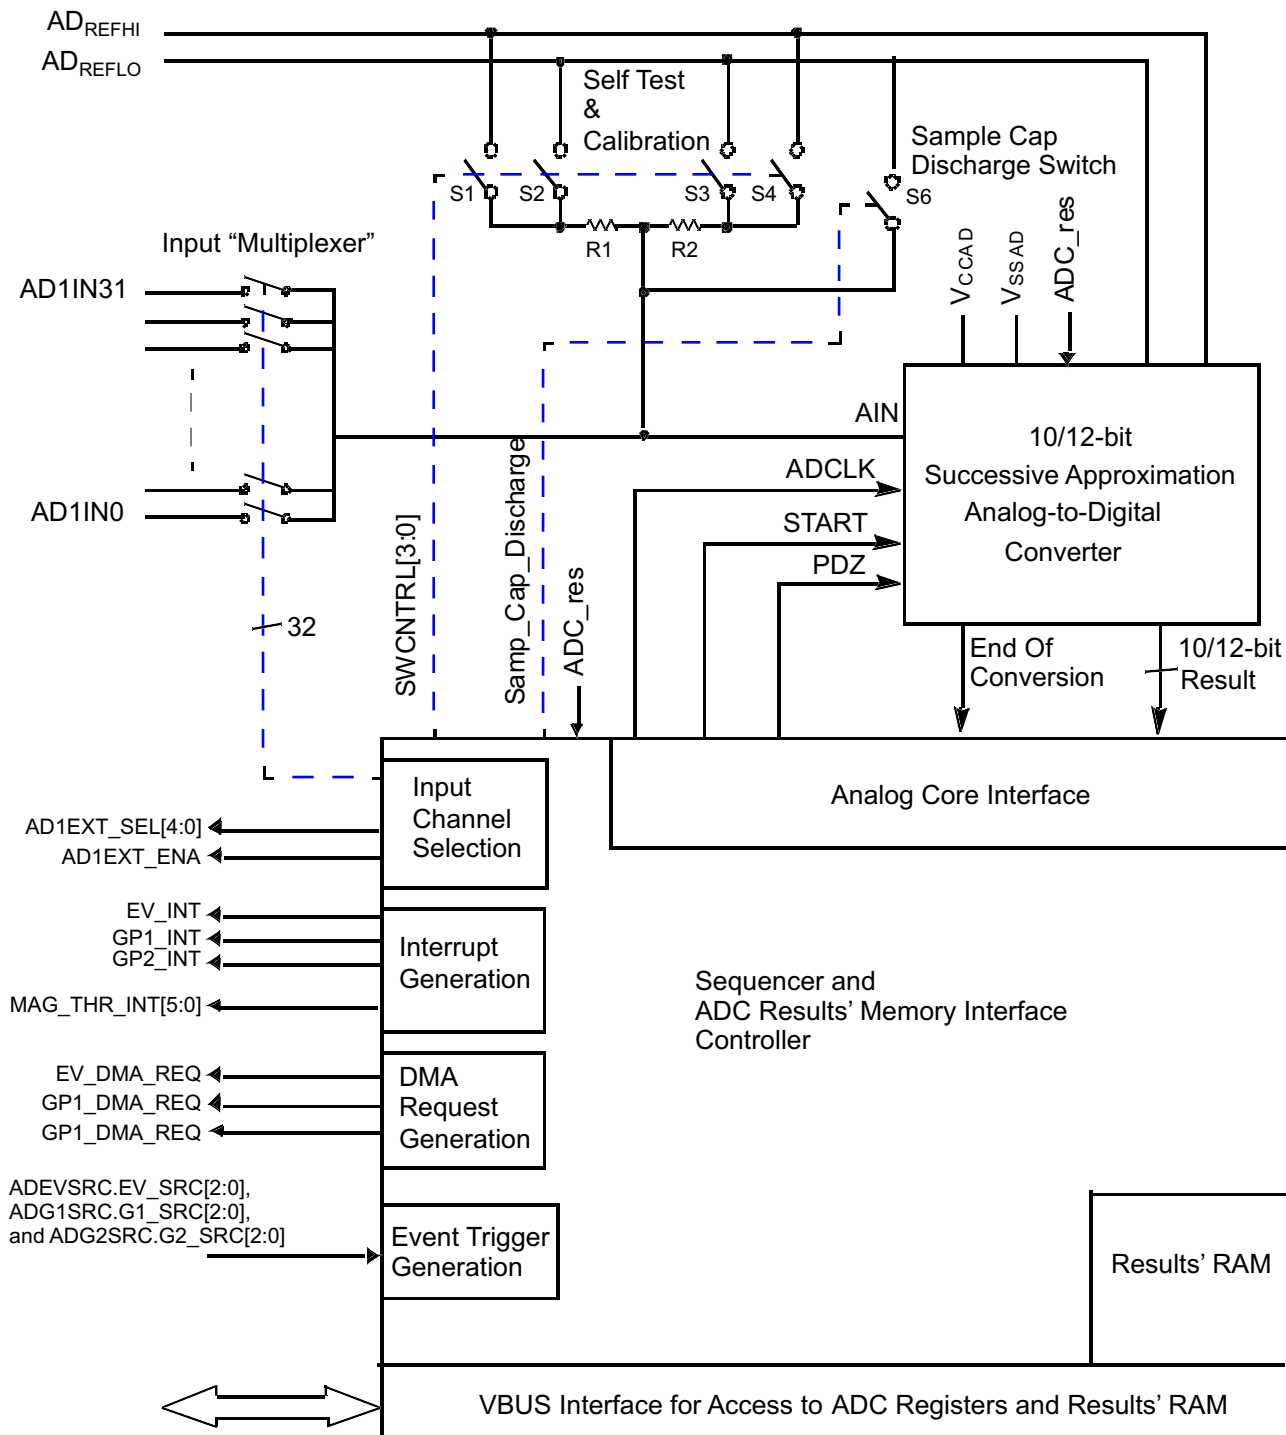 AD_REFHI
AD_REFLO
Self Test
&
Calibration
Sample Cap
Discharge Switch
S1
S2
S3
S4
S6
R1
R2
Input “Multiplexer”
AD1IN31
AD1IN0
VCCAD
VSSAD
ADC_res
AIN
ADCLK
START
PDZ
10/12-bit
Successive Approximation
Analog-to-Digital
Converter
32
SWCNTRL[3:0]
Samp_Cap_Discharge
ADC_res
End Of
Conversion
10/12-bit
Result
Input
Channel
Selection
Analog Core Interface
AD1EXT_SEL[4:0]
AD1EXT_ENA
EV_INT
GP1_INT
GP2_INT
MAG_THR_INT[5:0]
Interrupt
Generation
Sequencer and
ADC Results’ Memory Interface
Controller
EV_DMA_REQ
GP1_DMA_REQ
GP1_DMA_REQ
DMA
Request
Generation
ADEVSRC.EV_SRC[2:0],
ADG1SRC.G1_SRC[2:0],
and ADG2SRC.G2_SRC[2:0]
Event Trigger
Generation
Results’ RAM
VBUS Interface for Access to ADC Registers and Results’ RAM